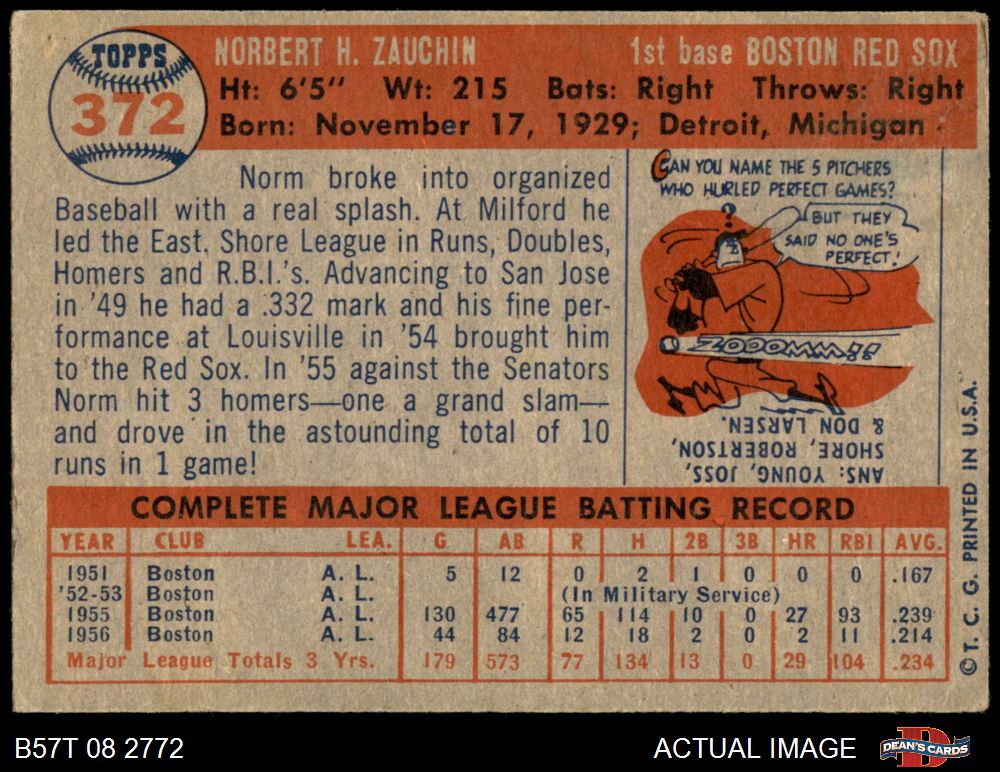 TOPPS
372
NORBERT H. ZAUCHIN 1st base BOSTON RED SOX
Ht: 6'5" Wt: 215 Bats: Right Throws: Right
Born: November 17, 1929; Detroit, Michigan
Norm broke into organized
Baseball with a real splash. At Milford he
led the East. Shore League in Runs, Doubles,
Homers and R.B.I.'s. Advancing to San Jose
in '49 he had a .332 mark and his fine per-
formance at Louisville in '54 brought him
to the Red Sox. In '55 against the Senators
Norm hit 3 homers—one a grand slam—
and drove in the astounding total of 10
runs in 1 game!
CAN YOU NAME THE 5 PITCHERS
WHO HURLED PERFECT GAMES?
?
BUT THEY
SAID NO ONE'S
PERFECT!
ZOOOMMM!!
ANS: YOUNG, JOSS,
SHORE, ROBERTSON,
& DON LARSEN.
COMPLETE MAJOR LEAGUE BATTING RECORD
YEAR CLUB LEA. G AB R H 2B 3B HR RBI AVG.
1951 Boston A. L. 5 12 0 2 1 0 0 0 .167
'52-53 Boston A. L. (In Military Service)
1955 Boston A. L. 130 477 65 114 10 0 27 93 .239
1956 Boston A. L. 44 84 12 18 2 0 2 11 .214
Major League Totals 3 Yrs. 179 573 77 134 13 0 29 104 .234
© T. C. G. PRINTED IN U.S.A.
B57T 08 2772
ACTUAL IMAGE
DEAN'S CARDS